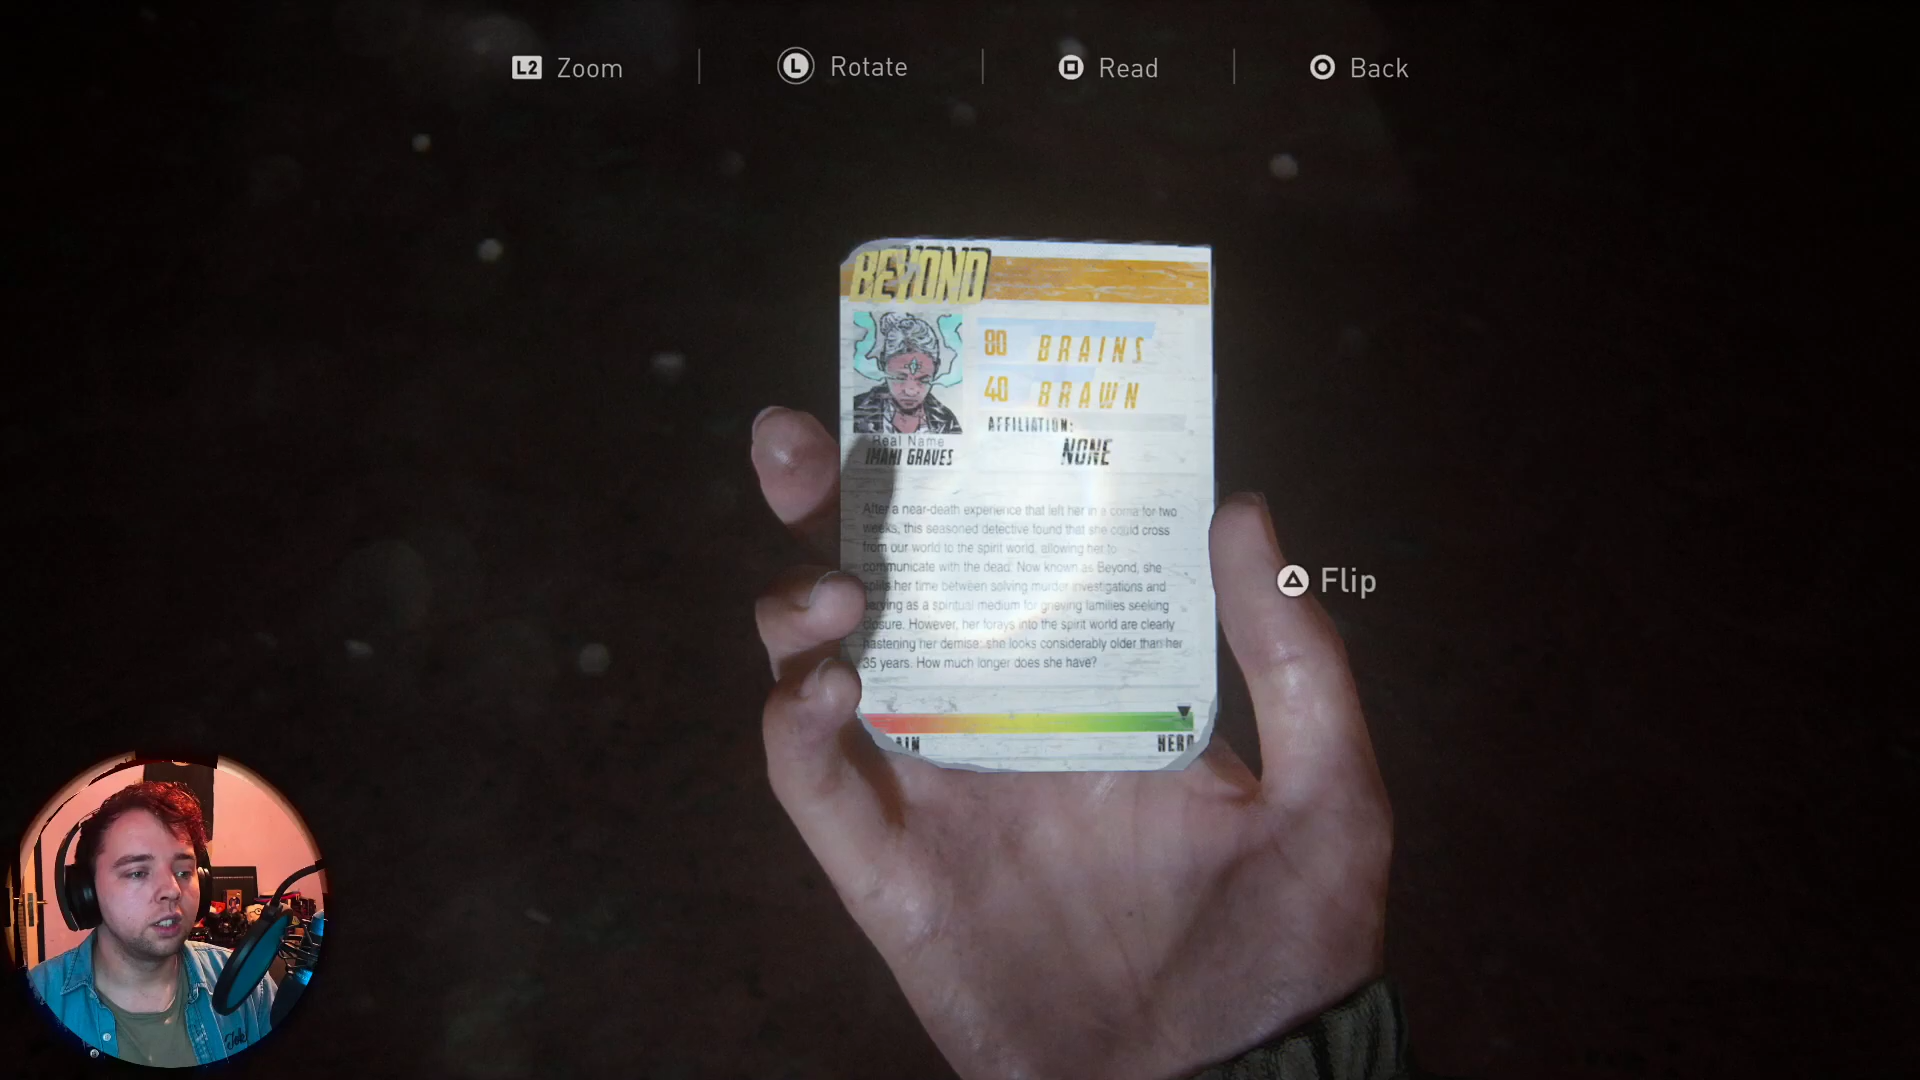 L2 Zoom
L Rotate
Read
Back
BEYOND
80 BRAINS
40 BRAWN
AFFILIATION:
NONE
Real Name
IMANI GRAVES
After a near-death experience that left her in a coma for two
weeks, this seasoned detective found that she could cross
from our world to the spirit world, allowing her to
communicate with the dead. Now known as Beyond, she
splits her time between solving murder investigations and
serving as a spiritual medium for grieving families seeking
closure. However, her forays into the spirit world are clearly
hastening her demise: she looks considerably older than her
35 years. How much longer does she have?
HERO
Flip